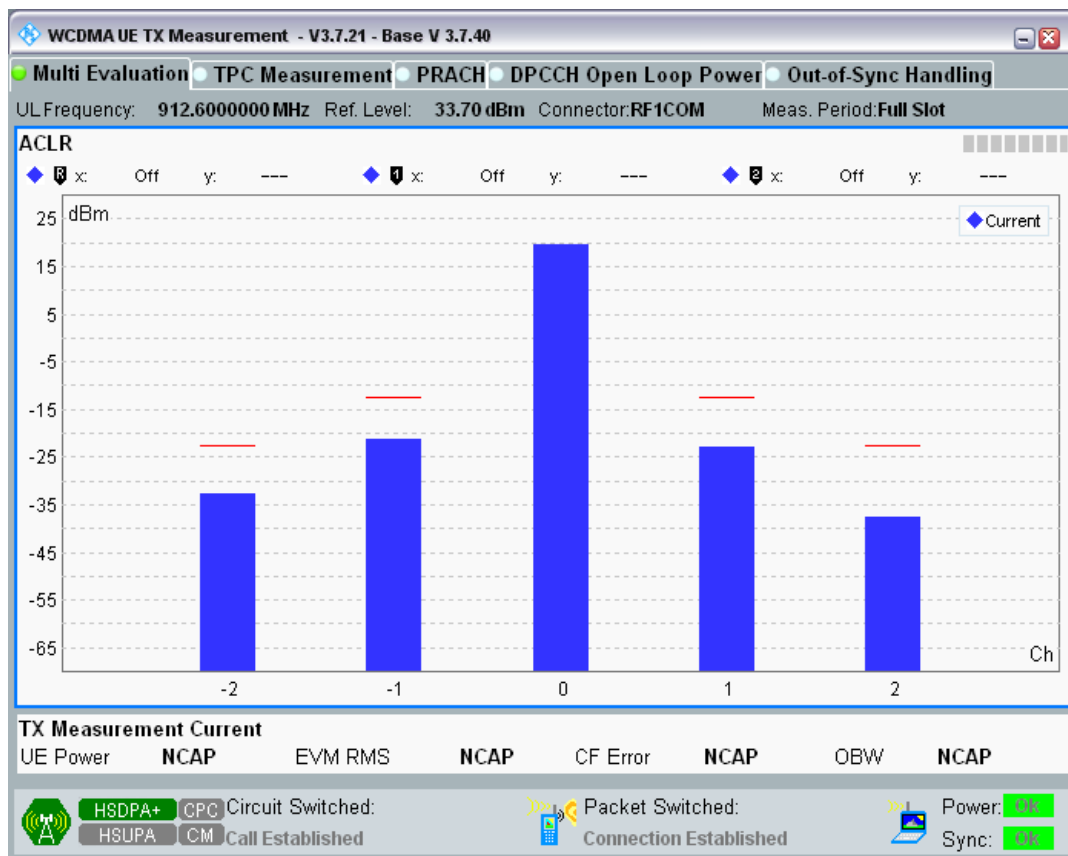 WCDMA UE TX Measurement - V3.7.21 - Base V 3.7.40
Multi Evaluation TPC Measurement PRACH DPCCH Open Loop Power Out-of-Sync Handling
UL Frequency: 912.6000000 MHz Ref. Level: 33.70 dBm Connector:RF1COM Meas. Period:Full Slot
ACLR
R x: Off y: --- 1 x: Off y: --- 2 x: Off y: ---
25 dBm
Current
15
5
-5
-15
-25
-35
-45
-55
-65
Ch
-2 -1 0 1 2
TX Measurement Current
UE Power NCAP EVM RMS NCAP CF Error NCAP OBW NCAP
HSDPA+ CPC Circuit Switched: Packet Switched: Power: OK
HSUPA CM Call Established Connection Established Sync: OK